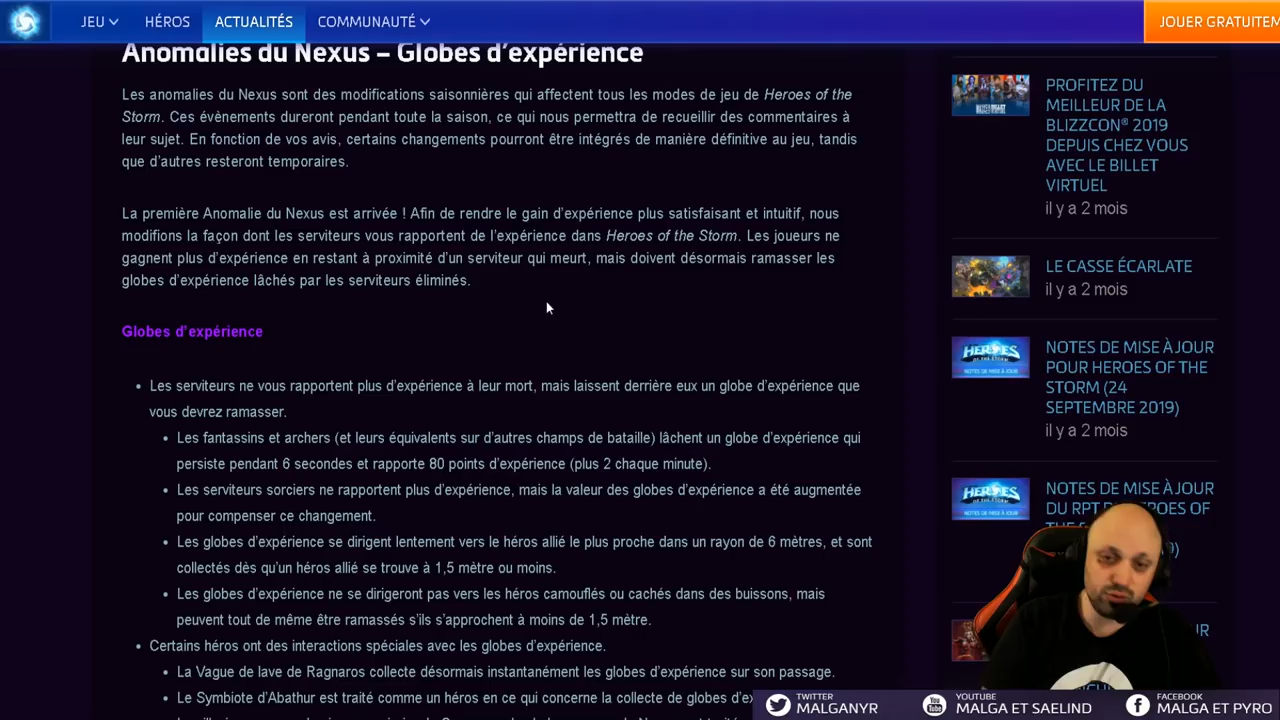 JEU HÉROS ACTUALITÉS COMMUNAUTÉ JOUER GRATUITEM
Anomalies du Nexus – Globes d'expérience
Les anomalies du Nexus sont des modifications saisonnières qui affectent tous les modes de jeu de Heroes of the
Storm. Ces évènements dureront pendant toute la saison, ce qui nous permettra de recueillir des commentaires à
leur sujet. En fonction de vos avis, certains changements pourront être intégrés de manière définitive au jeu, tandis
que d'autres resteront temporaires.
La première Anomalie du Nexus est arrivée ! Afin de rendre le gain d'expérience plus satisfaisant et intuitif, nous
modifions la façon dont les serviteurs vous rapportent de l'expérience dans Heroes of the Storm. Les joueurs ne
gagnent plus d'expérience en restant à proximité d'un serviteur qui meurt, mais doivent désormais ramasser les
globes d'expérience lâchés par les serviteurs éliminés.
Globes d'expérience
• Les serviteurs ne vous rapportent plus d'expérience à leur mort, mais laissent derrière eux un globe d'expérience que
vous devrez ramasser.
• Les fantassins et archers (et leurs équivalents sur d'autres champs de bataille) lâchent un globe d'expérience qui
persiste pendant 6 secondes et rapporte 80 points d'expérience (plus 2 chaque minute).
• Les serviteurs sorciers ne rapportent plus d'expérience, mais la valeur des globes d'expérience a été augmentée
pour compenser ce changement.
• Les globes d'expérience se dirigent lentement vers le héros allié le plus proche dans un rayon de 6 mètres, et sont
collectés dès qu'un héros allié se trouve à 1,5 mètre ou moins.
• Les globes d'expérience ne se dirigeront pas vers les héros camouflés ou cachés dans des buissons, mais
peuvent tout de même être ramassés s'ils s'approchent à moins de 1,5 mètre.
• Certains héros ont des interactions spéciales avec les globes d'expérience.
• La Vague de lave de Ragnaros collecte désormais instantanément les globes d'expérience sur son passage.
• Le Symbiote d'Abathur est traité comme un héros en ce qui concerne la collecte de globes d'ex
PROFITEZ DU
MEILLEUR DE LA
BLIZZCON® 2019
DEPUIS CHEZ VOUS
AVEC LE BILLET
VIRTUEL
il y a 2 mois
LE CASSE ÉCARLATE
il y a 2 mois
HEROES
OF THE STORM
NOTES DE MISE À JOUR
NOTES DE MISE À JOUR
POUR HEROES OF THE
STORM (24
SEPTEMBRE 2019)
il y a 2 mois
HEROES
OF THE STORM
NOTES DE MISE À JOUR
NOTES DE MISE À JOUR
DU RPT D HEROES OF
TWITTER
MALGANYR
YOUTUBE
MALGA ET SAELIND
FACEBOOK
MALGA ET PYRO